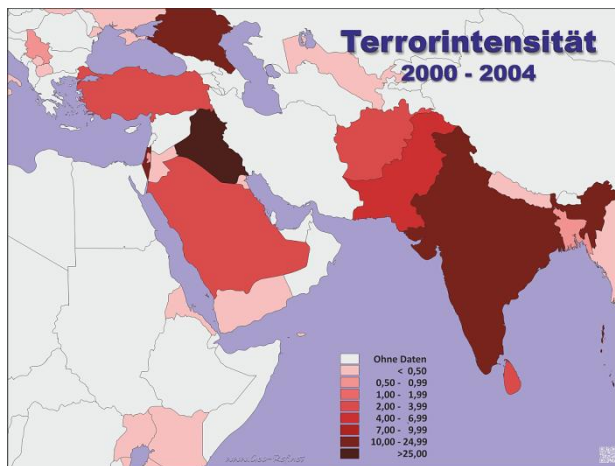 Terrorintensität
2000 - 2004
Ohne Daten
< 0,50
0,50 - 0,99
1,00 - 1,99
2,00 - 3,99
4,00 - 6,99
7,00 - 9,99
10,00 - 24,99
>25,00